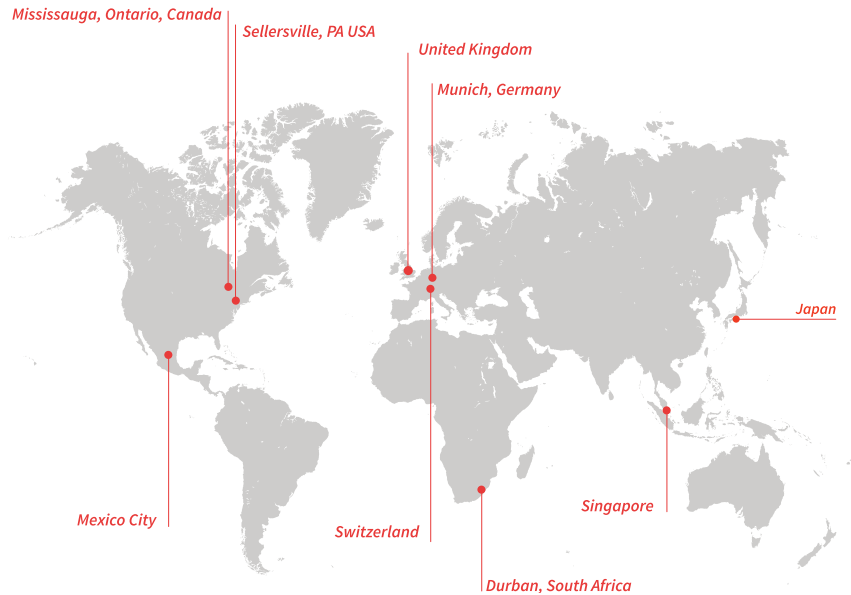 Mississauga, Ontario, Canada
Sellersville, PA USA
United Kingdom
Munich, Germany
Japan
Singapore
Mexico City
Switzerland
Durban, South Africa